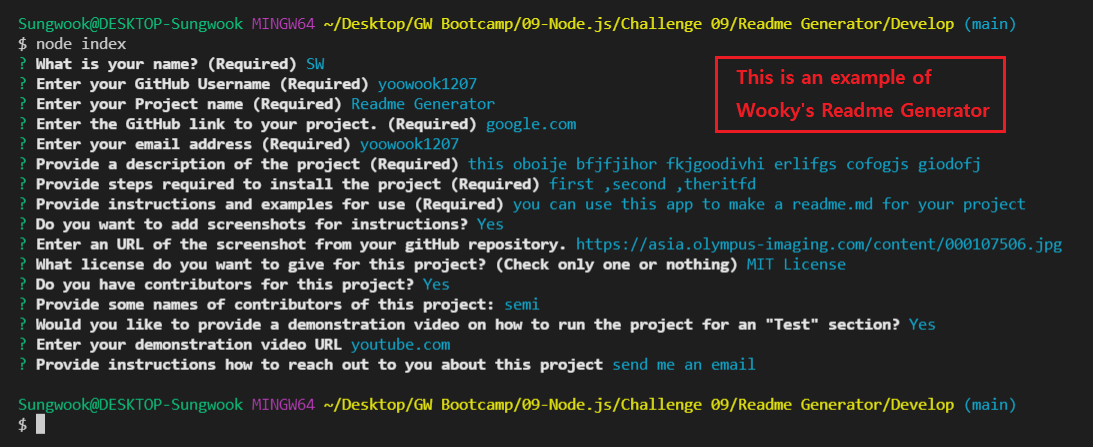 Sungwook@DESKTOP-Sungwook MINGW64 ~/Desktop/GW Bootcamp/09-Node.js/Challenge 09/Readme Generator/Develop (main)
$ node index
? What is your name? (Required) SW
? Enter your GitHub Username (Required) yoowook1207
? Enter your Project name (Required) Readme Generator
? Enter the GitHub link to your project. (Required) google.com
? Enter your email address (Required) yoowook1207
? Provide a description of the project (Required) this oboije bfjfjihor fkjgoodivhi erlifgs cofogjs giodofj
? Provide steps required to install the project (Required) first ,second ,theritfd
? Provide instructions and examples for use (Required) you can use this app to make a readme.md for your project
? Do you want to add screenshots for instructions? Yes
? Enter an URL of the screenshot from your gitHub repository. https://asia.olympus-imaging.com/content/000107506.jpg
? What license do you want to give for this project? (Check only one or nothing) MIT License
? Do you have contributors for this project? Yes
? Provide some names of contributors of this project: semi
? Would you like to provide a demonstration video on how to run the project for an "Test" section? Yes
? Enter your demonstration video URL youtube.com
? Provide instructions how to reach out to you about this project send me an email
This is an example of
Wooky's Readme Generator
Sungwook@DESKTOP-Sungwook MINGW64 ~/Desktop/GW Bootcamp/09-Node.js/Challenge 09/Readme Generator/Develop (main)
$